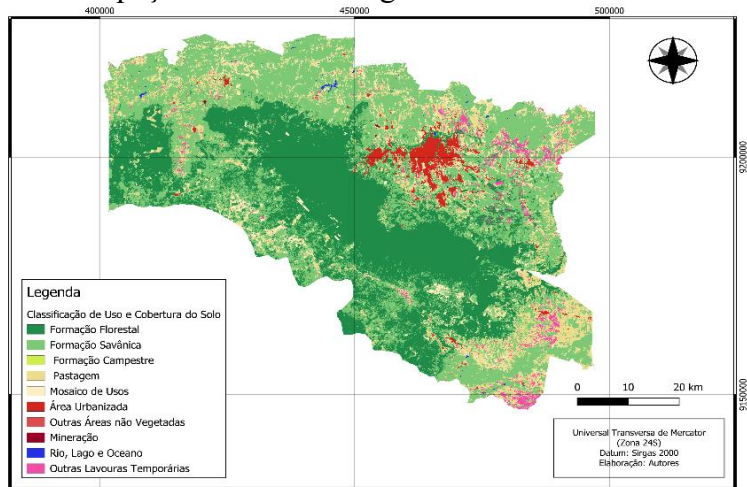 400000
450000
500000
9200000
9150000
Legenda
Classificação de Uso e Cobertura do Solo
Formação Florestal
Formação Savânica
Formação Campestre
Pastagem
Mosaico de Usos
Área Urbanizada
Outras Áreas não Vegetadas
Mineração
Rio, Lago e Oceano
Outras Lavouras Temporárias
0 10 20 km
Universal Transversa de Mercator
(Zona 24S)
Datum: Sirgas 2000
Elaboração: Autores